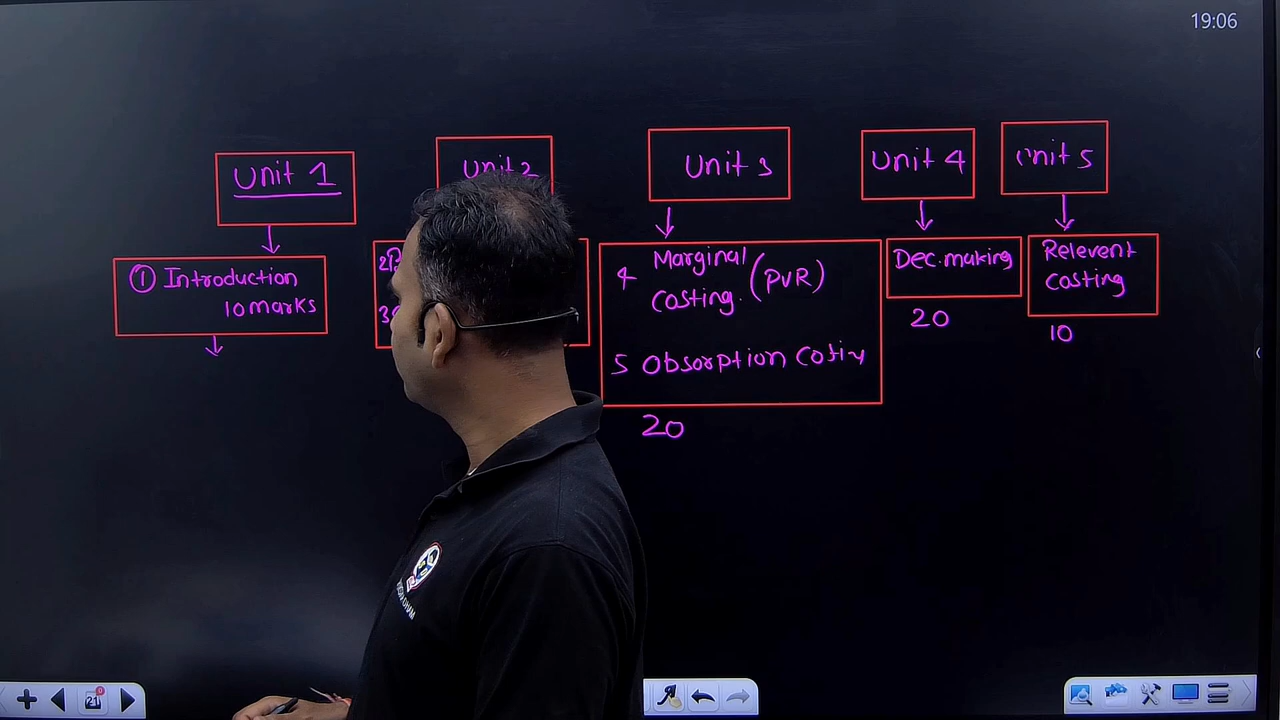 19:06
Unit 1
Unit 2
Unit 3
Unit 4
Unit 5
① Introduction
10 marks
4 Marginal
costing. (PVR)
5 Obsorption
20
Dec. making
20
Relevent
costing
10
21